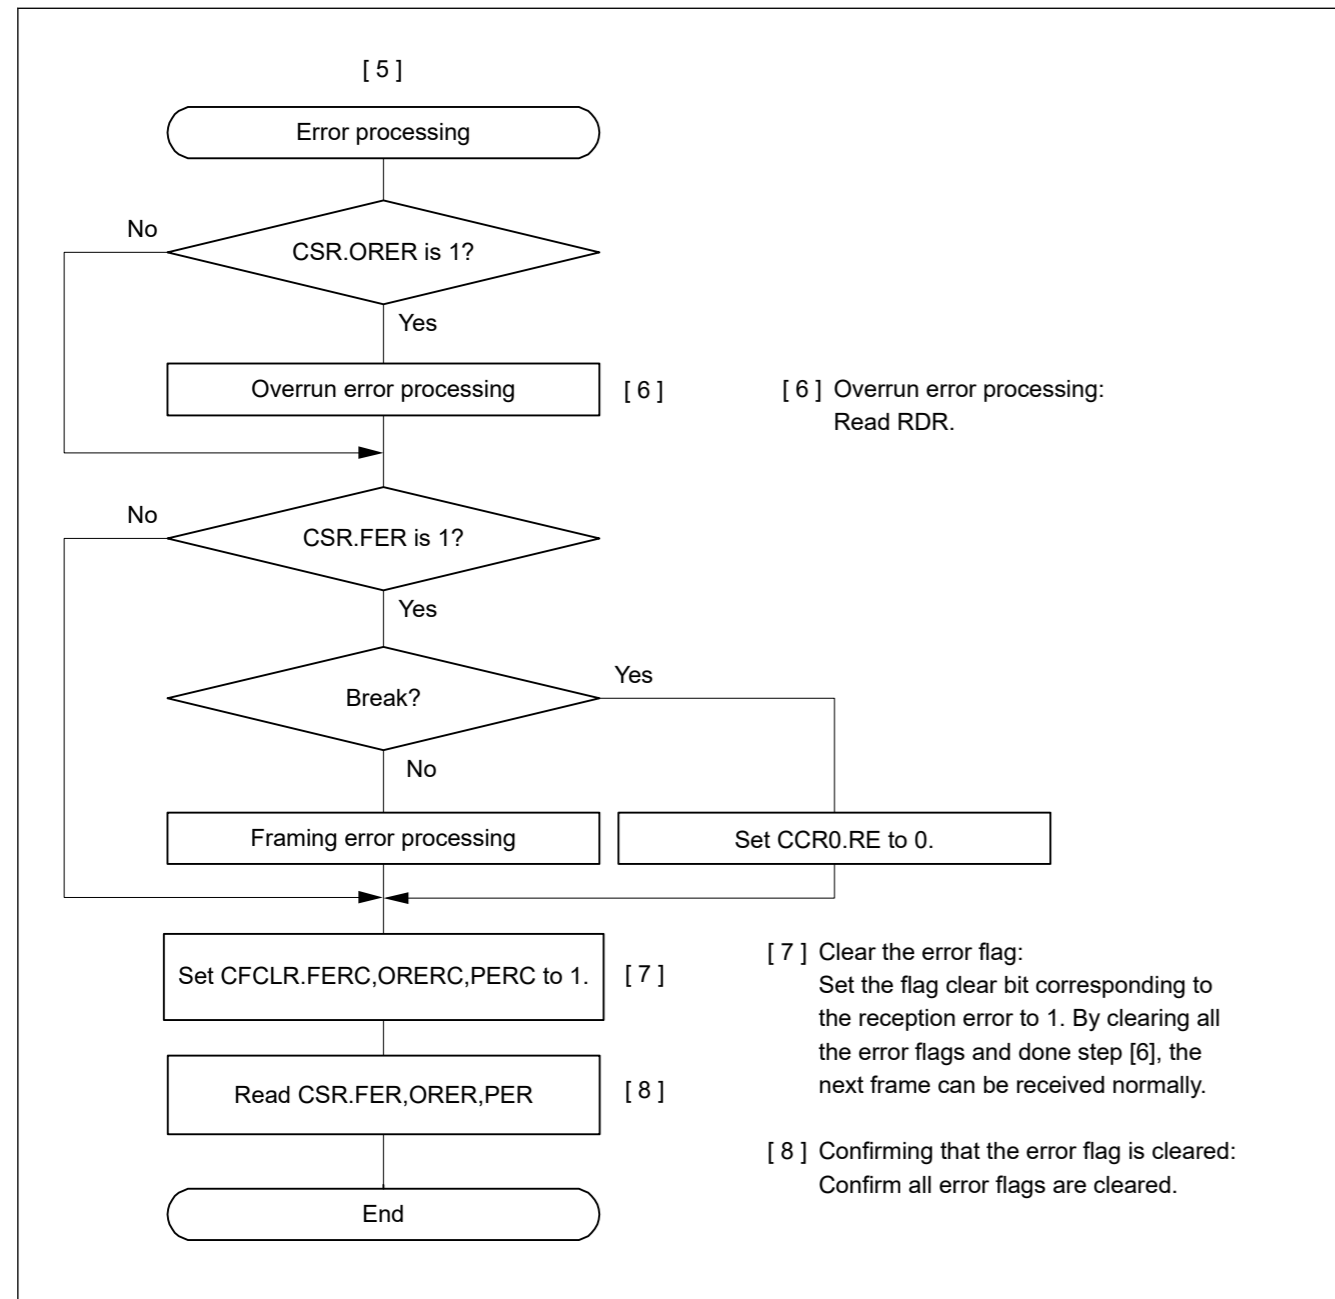 [ 5 ]
Error processing
No
CSR.ORER is 1?
Yes
Overrun error processing
[ 6 ]
[ 6 ] Overrun error processing:
Read RDR.
No
CSR.FER is 1?
Yes
Break?
Yes
No
Framing error processing
Set CCR0.RE to 0.
Set CFCLR.FERC,ORERC,PERC to 1.
[ 7 ]
[ 7 ] Clear the error flag:
Set the flag clear bit corresponding to
the reception error to 1. By clearing all
the error flags and done step [6], the
next frame can be received normally.
Read CSR.FER,ORER,PER
[ 8 ]
[ 8 ] Confirming that the error flag is cleared:
Confirm all error flags are cleared.
End